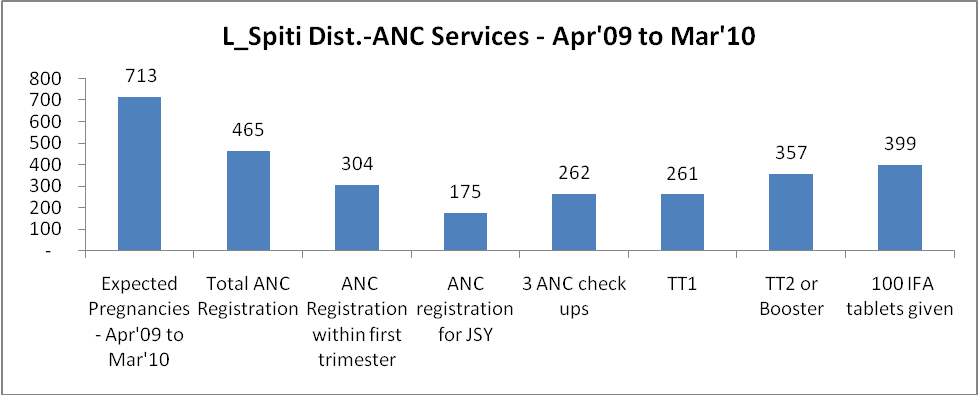 L_Spiti Dist.-ANC Services - Apr'09 to Mar'10
800
700
600
500
400
300
200
100
-
713
465
304
175
262
261
357
399
Expected
Pregnancies
- Apr'09 to
Mar'10
Total ANC
Registration
ANC
Registration
within first
trimester
ANC
registration
for JSY
3 ANC check
ups
TT1
TT2 or
Booster
100 IFA
tablets given